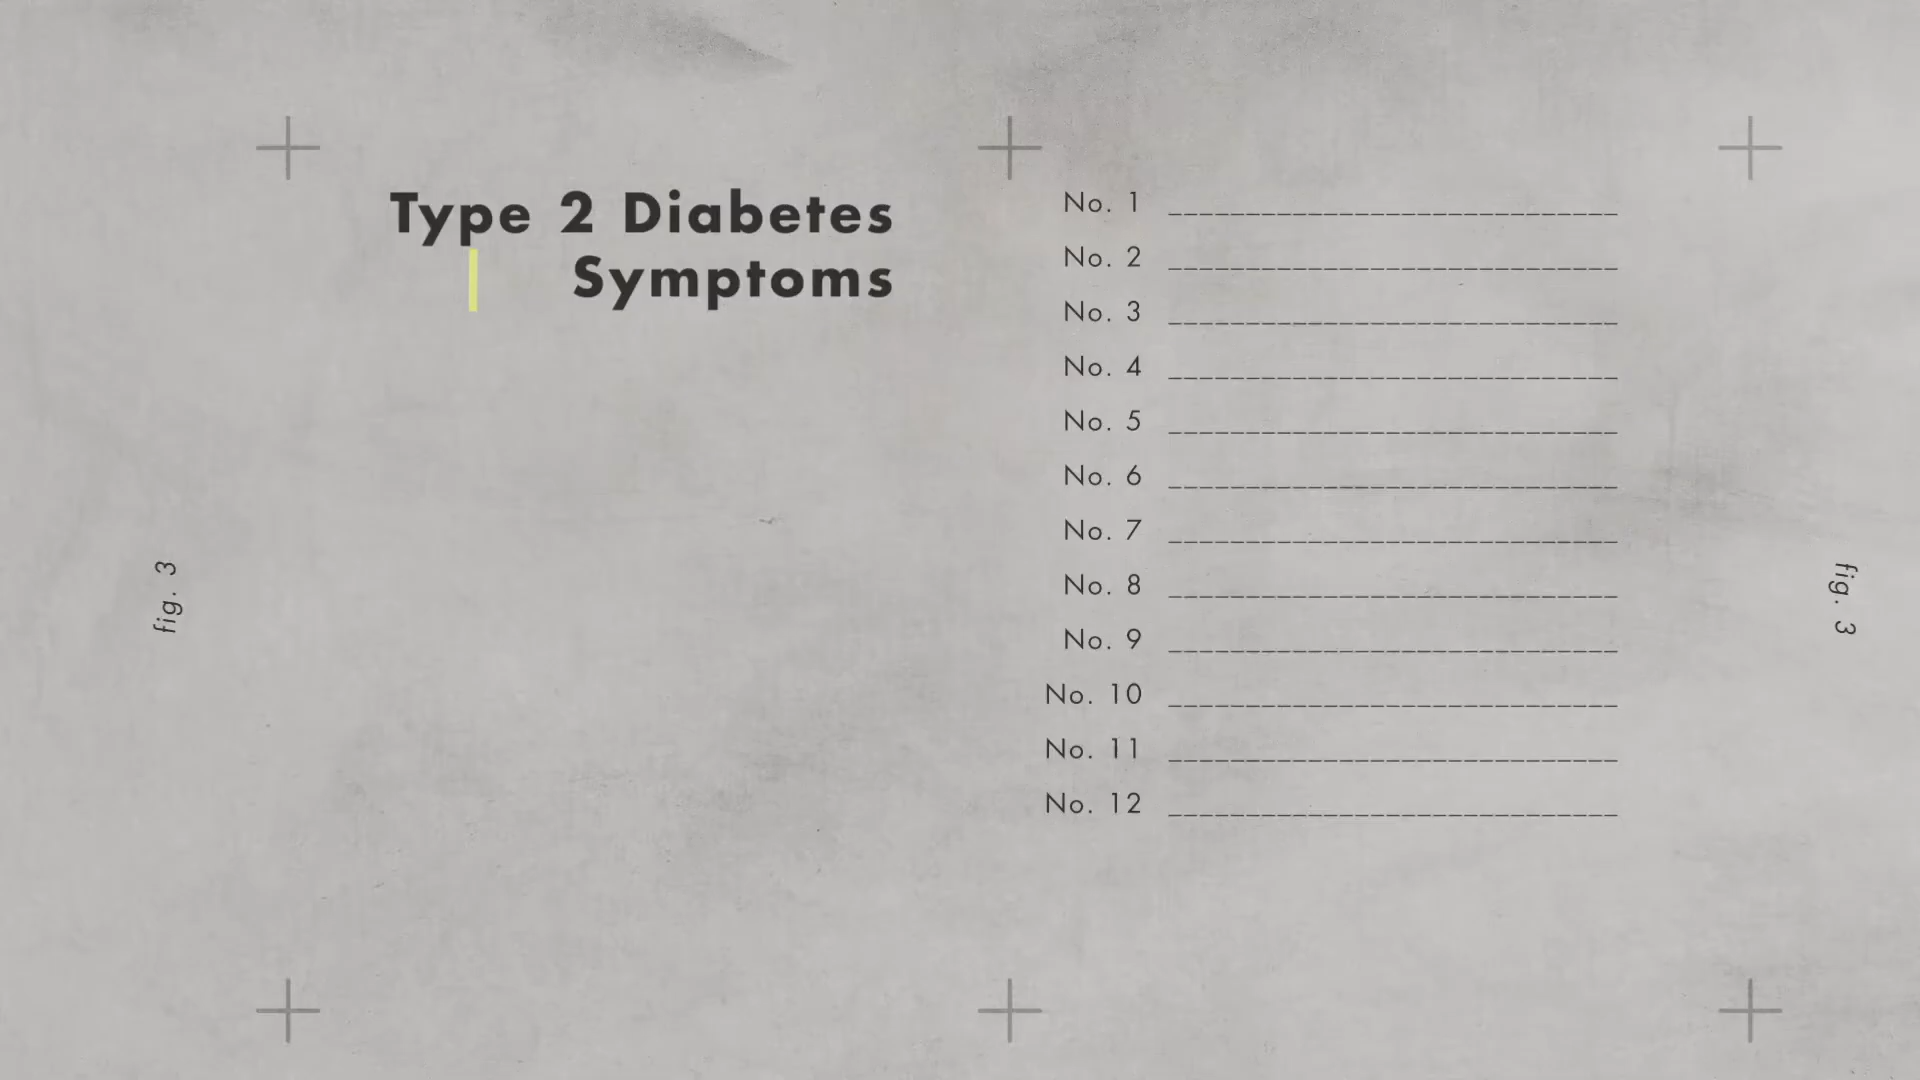 Type 2 Diabetes
Symptoms
No. 1
No. 2
No. 3
No. 4
No. 5
No. 6
No. 7
No. 8
No. 9
No. 10
No. 11
No. 12
fig. 3
fig. 3